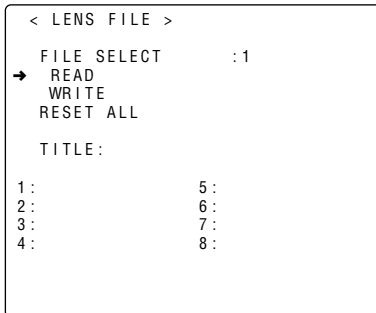 < LENS FILE >
FILE SELECT :1
➔ READ
WRITE
RESET ALL
TITLE:
1: 5:
2: 6:
3: 7:
4: 8: